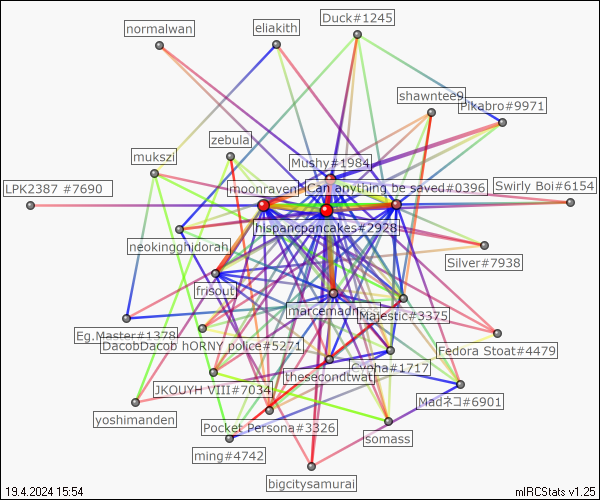 Duck#1245
normalwan
eliakith
shawntee9
Pikabro#9971
zebula
mukszi
Mushy#1984
LPK2387 #7690
moonraven
Can anything be saved#0396
Swirly Boi#6154
hispancpancakes#2928
neokingghidorah
Silver#7938
frisout
Majestic#3375
Eg.Master#1378
DacobDacob hORNY police#5271
Fedora Stoat#4479
Cypha#1717
thesecondtwat
JKOUYH VIII#7034
Madネコ#6901
yoshimanden
Pocket Persona#3326
somass
ming#4742
bigcitysamurai
19.4.2024 15:54
mIRCStats v1.25